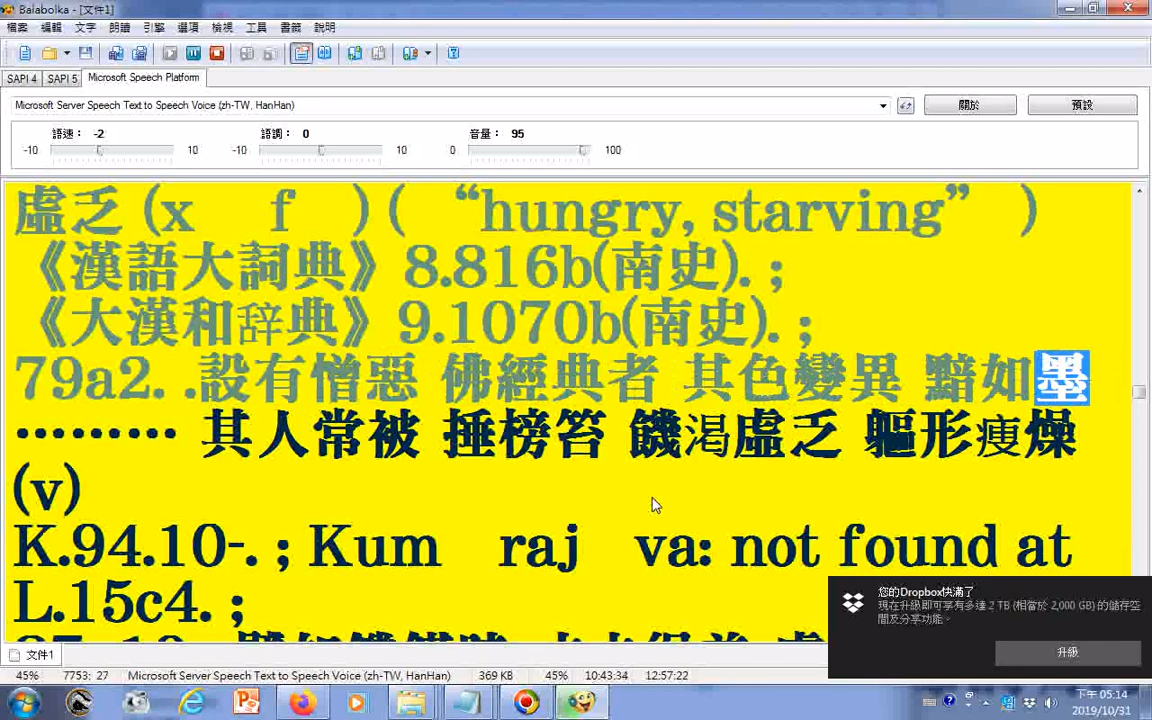 Balabolka - [文件1]
檔案 編輯 文字 朗讀 引擎 選項 檢視 工具 書籤 說明
SAPI 4 SAPI 5 Microsoft Speech Platform
Microsoft Server Speech Text to Speech Voice (zh-TW, HanHan) 關於 預設
語速： -2 語調： 0 音量： 95
-10 10 -10 10 0 100
虛乏 (x f ) ( “hungry, starving” )
《漢語大詞典》 8.816b(南史). ;
《大漢和辞典》 9.1070b(南史). ;
79a2. .設有憎惡 佛經典者 其色變異 黯如墨
......... 其人常被 捶榜笞 饑渴虛乏 軀形瘦燥
(v)
K.94.10-. ; Kum raj va: not found at
L.15c4. ;
您的Dropbox快滿了
現在升級即可享有多達 2 TB (相當於 2,000 GB) 的儲存空
間及分享功能。
升級
文件1
45% 7753: 27 Microsoft Server Speech Text to Speech Voice (zh-TW, HanHan) 369 KB 45% 10:43:34 12:57:22
下午 05:14
2019/10/31